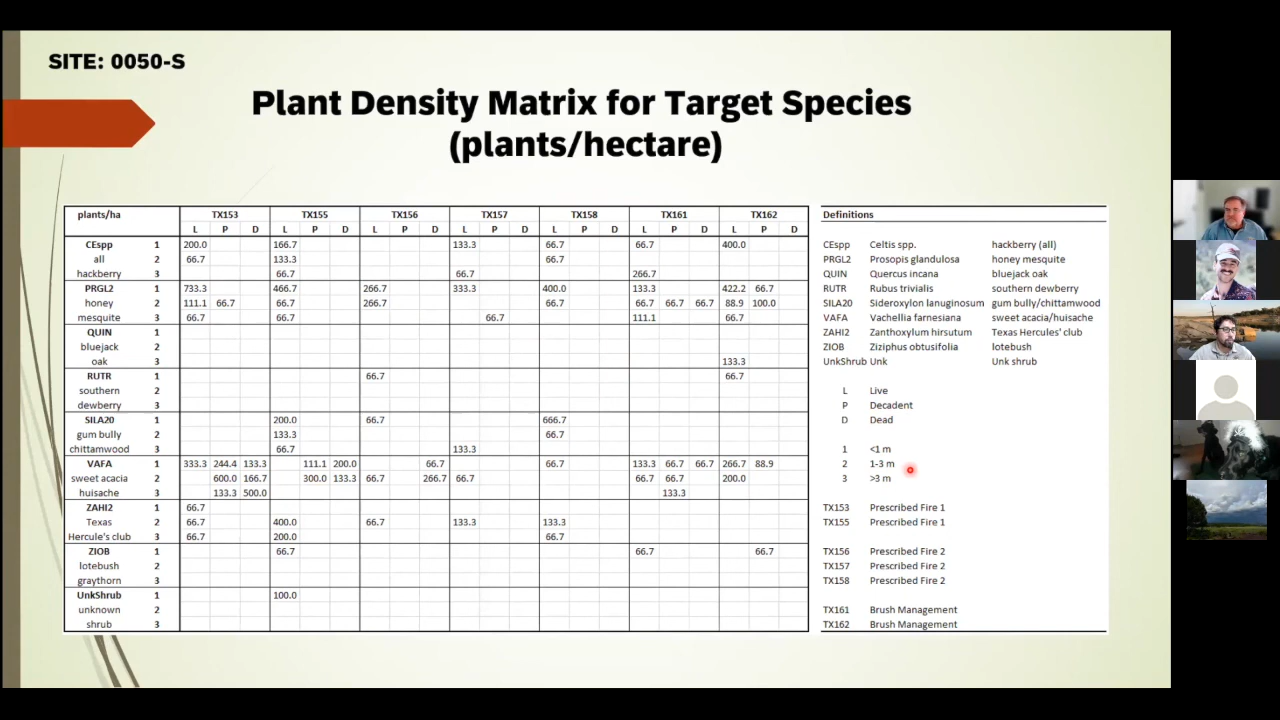 SITE: 0050-S
Plant Density Matrix for Target Species
(plants/hectare)
plants/ha TX153 TX155 TX156 TX157 TX158 TX161 TX162
L P D L P D L P D L P D L P D L P D L P D
CEspp 1 200.0 166.7 133.3 66.7 66.7 400.0
all 2 66.7 133.3 66.7
hackberry 3 66.7 66.7 266.7
PRGL2 1 733.3 466.7 266.7 333.3 400.0 133.3 422.2 66.7
honey 2 111.1 66.7 66.7 266.7 66.7 66.7 66.7 66.7 88.9 100.0
mesquite 3 66.7 66.7 66.7 111.1 66.7
QUIN 1
bluejack 2
oak 3 133.3
RUTR 1 66.7 66.7
southern 2
dewberry 3
SILA20 1 200.0 66.7 666.7
gum bully 2 133.3 66.7
chittamwood 3 66.7 133.3
VAFA 1 333.3 244.4 133.3 111.1 200.0 66.7 66.7 133.3 66.7 66.7 266.7 88.9
sweet acacia 2 600.0 166.7 300.0 133.3 66.7 266.7 66.7 66.7 66.7 200.0
huisache 3 133.3 500.0 133.3
ZAHI2 1 66.7
Texas 2 66.7 400.0 66.7 133.3 133.3
Hercule's club 3 66.7 200.0 66.7
ZIOB 1 66.7 66.7 66.7
lotebush 2
graythorn 3
UnkShrub 1 100.0
unknown 2
shrub 3
Definitions
CEspp Celtis spp. hackberry (all)
PRGL2 Prosopis glandulosa honey mesquite
QUIN Quercus incana bluejack oak
RUTR Rubus trivialis southern dewberry
SILA20 Sideroxylon lanuginosum gum bully/chittamwood
VAFA Vachellia farnesiana sweet acacia/huisache
ZAHI2 Zanthoxylum hirsutum Texas Hercules' club
ZIOB Ziziphus obtusifolia lotebush
UnkShrub Unk Unk shrub
L Live
P Decadent
D Dead
1 <1 m
2 1-3 m
3 >3 m
TX153 Prescribed Fire 1
TX155 Prescribed Fire 1
TX156 Prescribed Fire 2
TX157 Prescribed Fire 2
TX158 Prescribed Fire 2
TX161 Brush Management
TX162 Brush Management